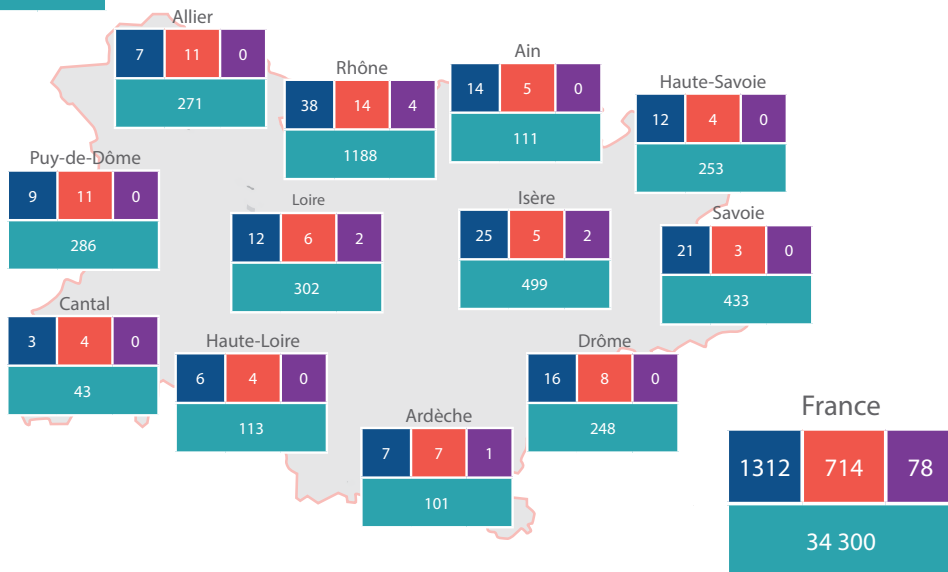 Allier
7 11 0
271
Rhône
38 14 4
1188
Ain
14 5 0
111
Haute-Savoie
12 4 0
253
Puy-de-Dôme
9 11 0
286
Loire
12 6 2
302
Isère
25 5 2
499
Savoie
21 3 0
433
Cantal
3 4 0
43
Haute-Loire
6 4 0
113
Drôme
16 8 0
248
Ardèche
7 7 1
101
France
1312 714 78
34 300